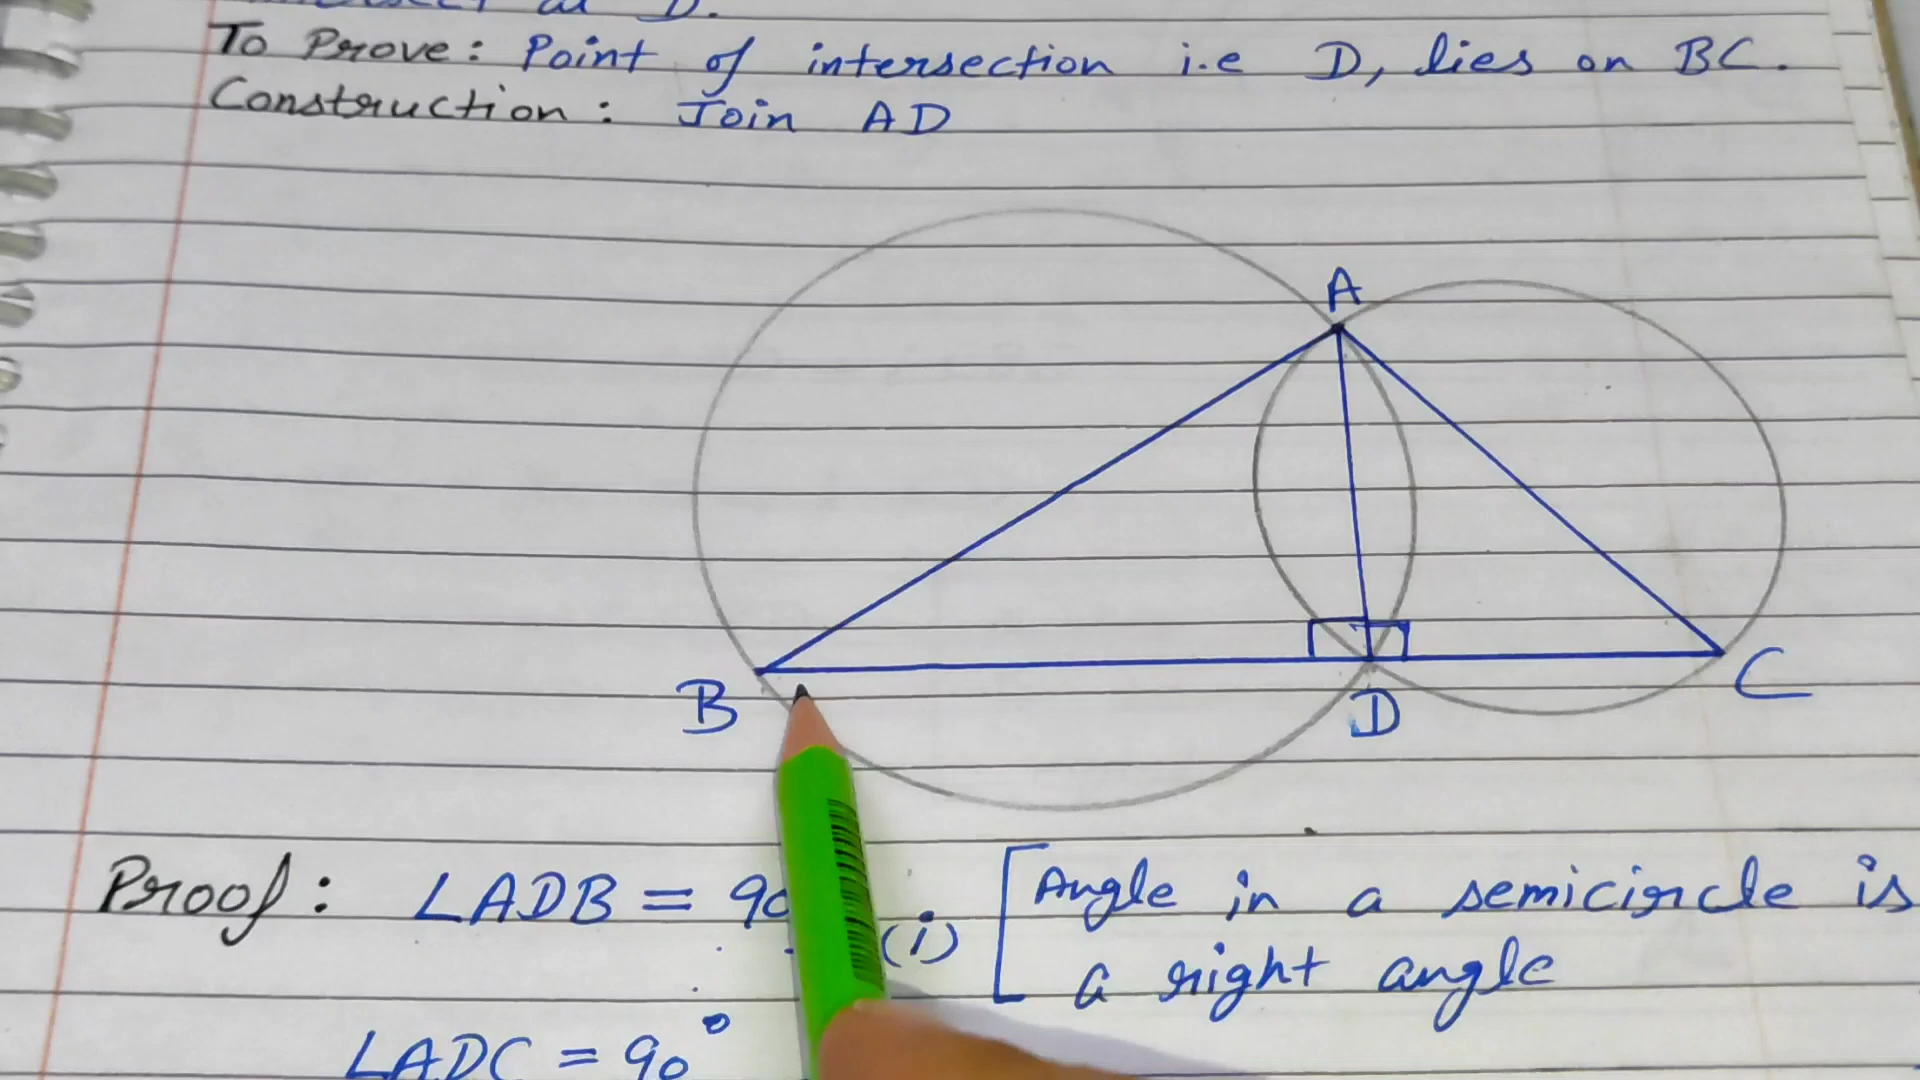 at D.
To Prove: Point of intersection i.e D, lies on BC.
Construction: Join AD
A
B
D
C
Proof: ∠ADB = 90 (i) [Angle in a semicircle is
a right angle
∠ADC = 90°